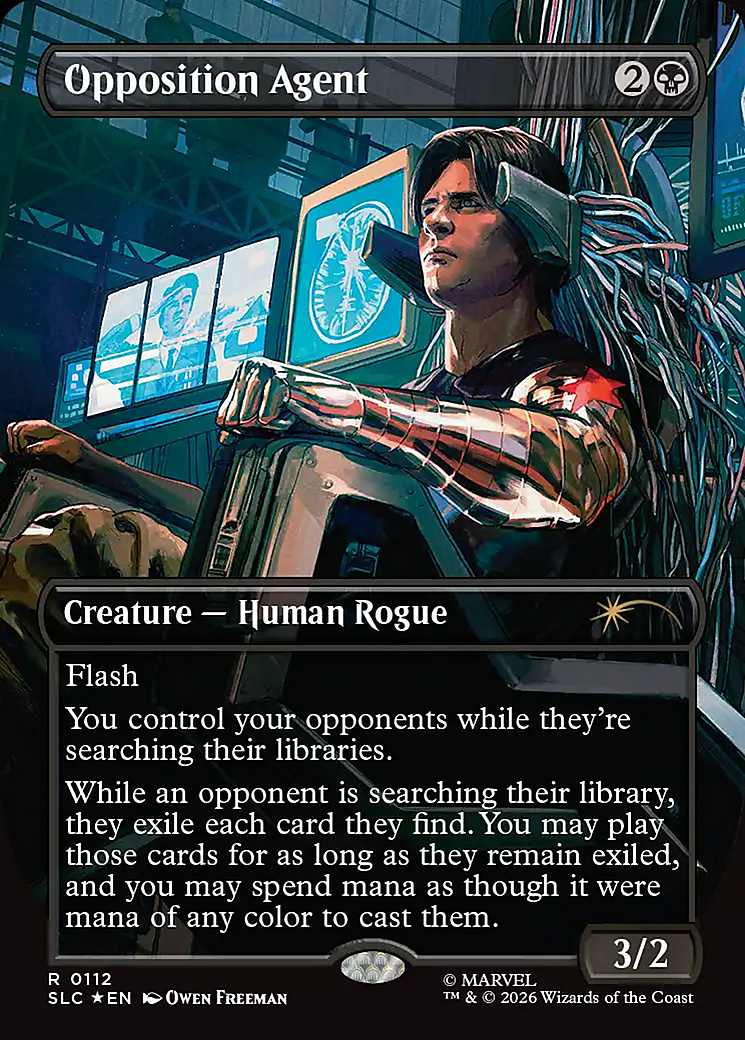 Opposition Agent 2
Creature — Human Rogue
Flash
You control your opponents while they're
searching their libraries.
While an opponent is searching their library,
they exile each card they find. You may play
those cards for as long as they remain exiled,
and you may spend mana as though it were
mana of any color to cast them.
3/2
R 0112
SLC ★ EN Owen Freeman
© MARVEL
™ & © 2026 Wizards of the Coast